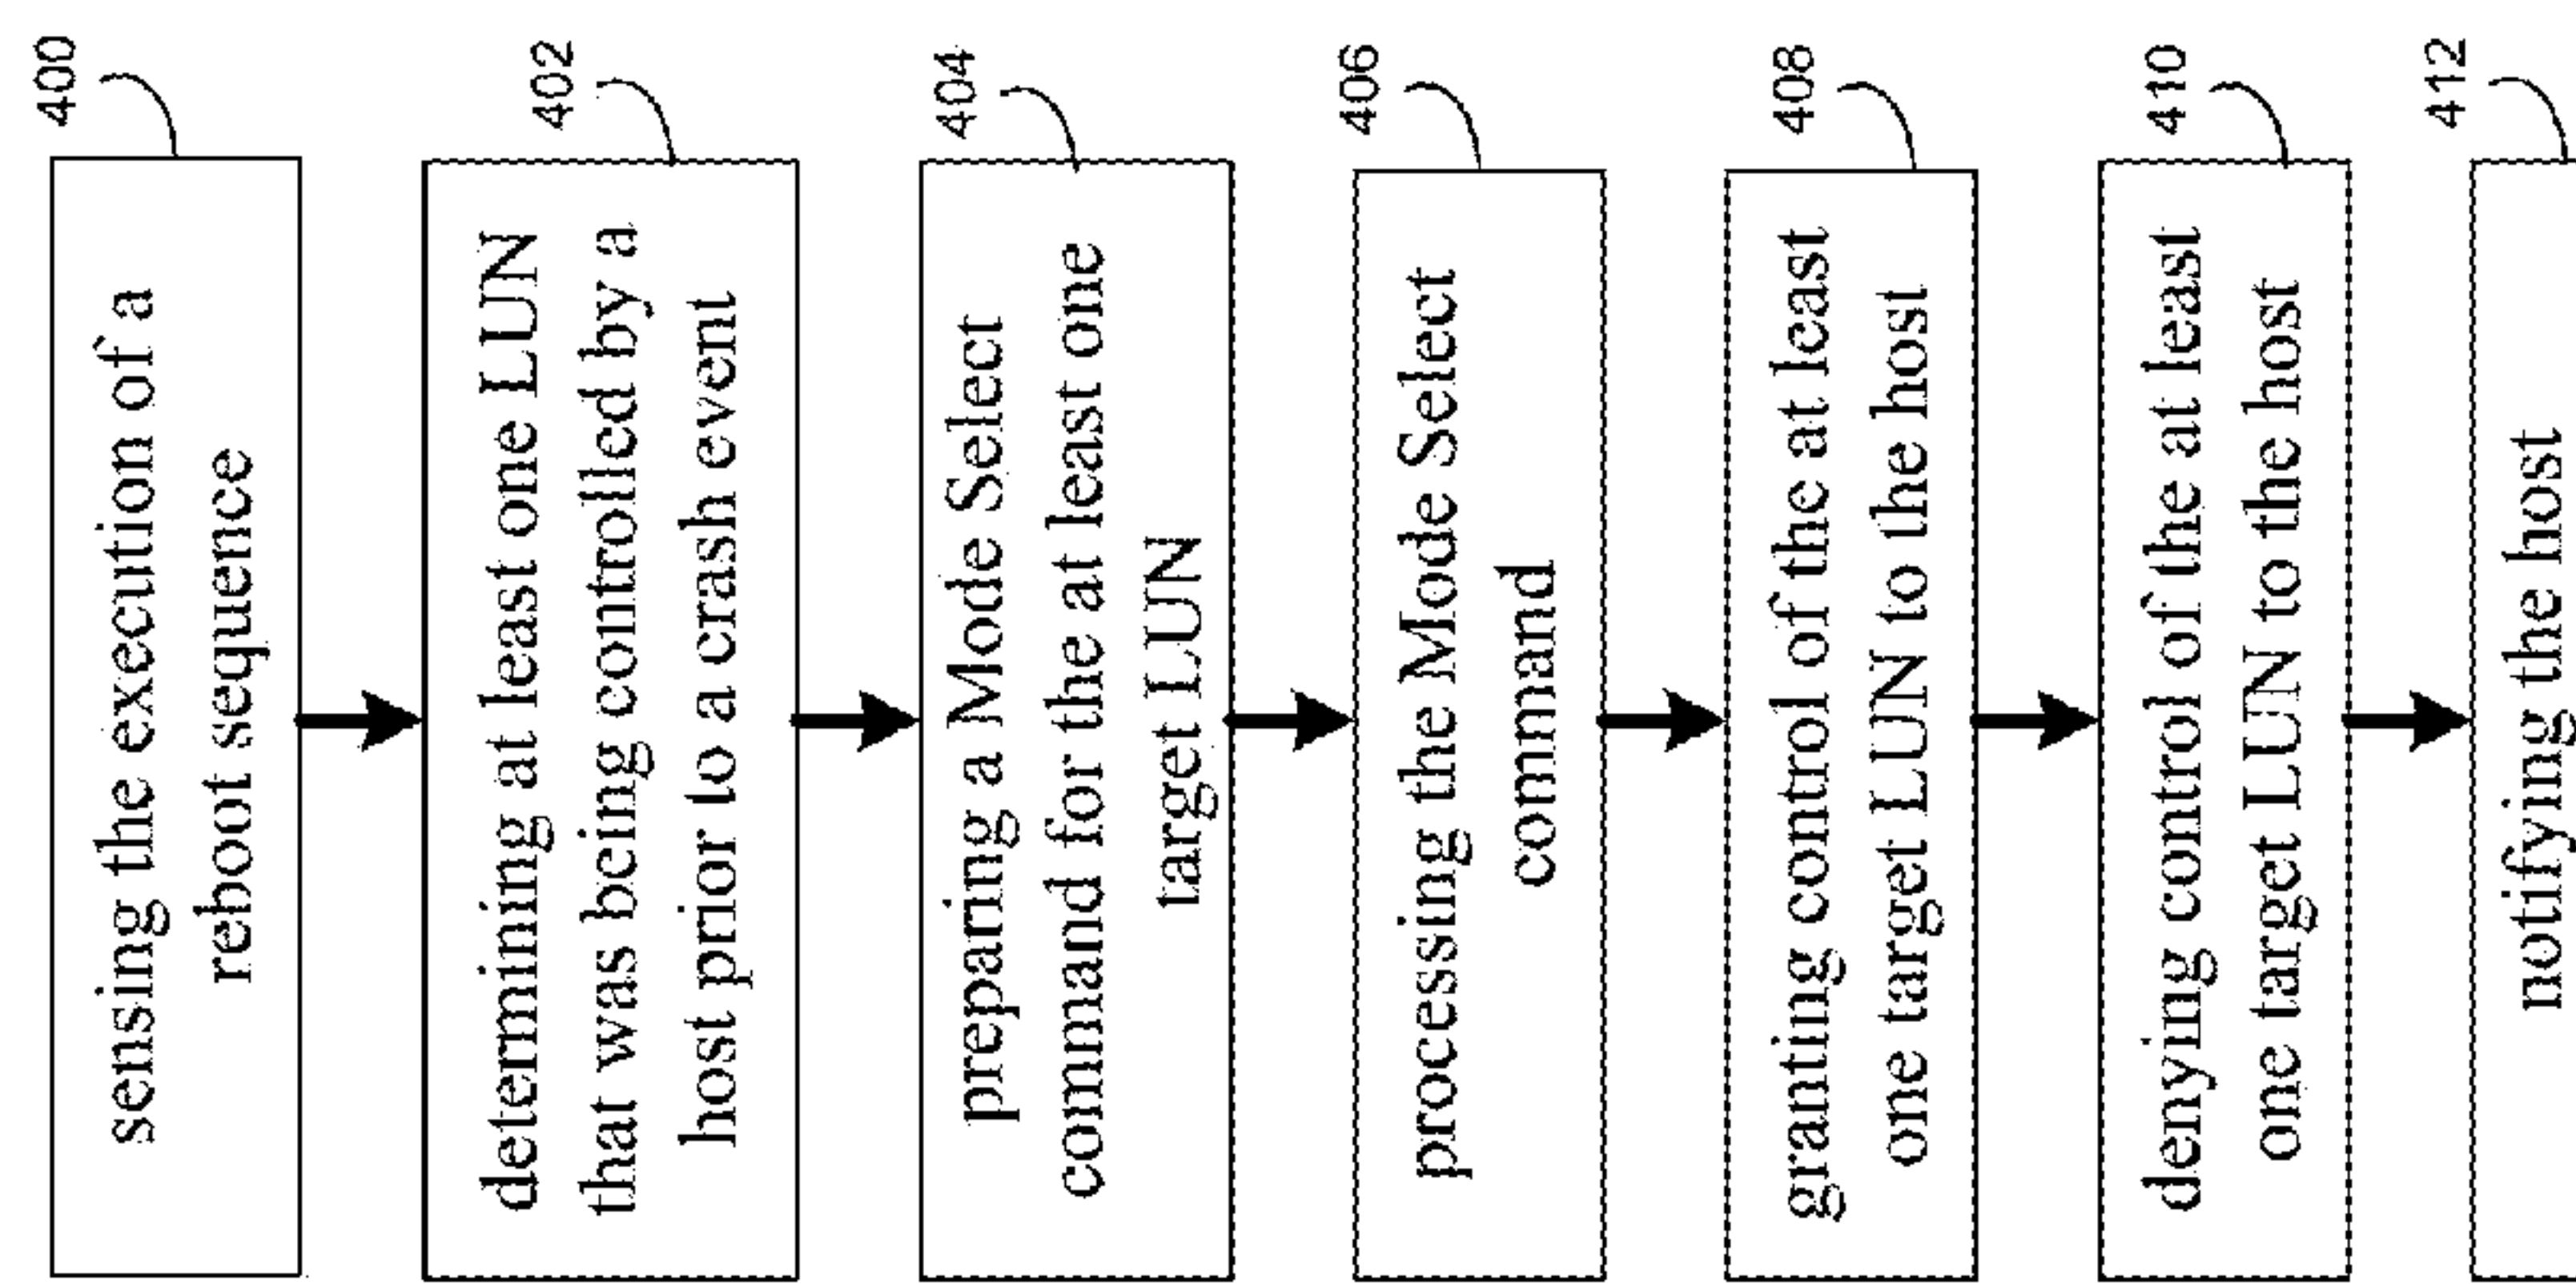 400
sensing the execution of a
reboot sequence
402
determining at least one LUN
that was being controlled by a
host prior to a crash event
404
preparing a Mode Select
command for the at least one
target LUN
406
processing the Mode Select
command
408
granting control of the at least
one target LUN to the host
410
denying control of the at least
one target LUN to the host
412
notifying the host